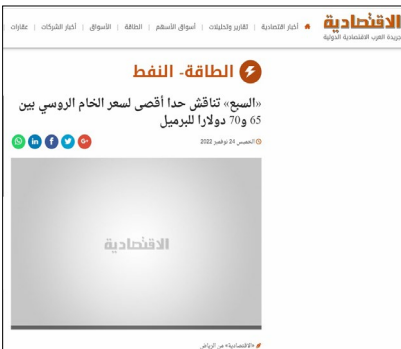 الاقتصادية
جريدة العرب الاقتصادية الدولية
أخبار اقتصادية | تقارير وتحليلات | أسواق الأسهم | الطاقة | الأسواق | أخبار الشركات | عقارات
الطاقة- النفط
«السبع» تناقش حدا أقصى لسعر الخام الروسي بين
65 و70 دولارا للبرميل
الخميس 24 نوفمبر 2022
الاقتصادية
«الاقتصادية» من الرياض